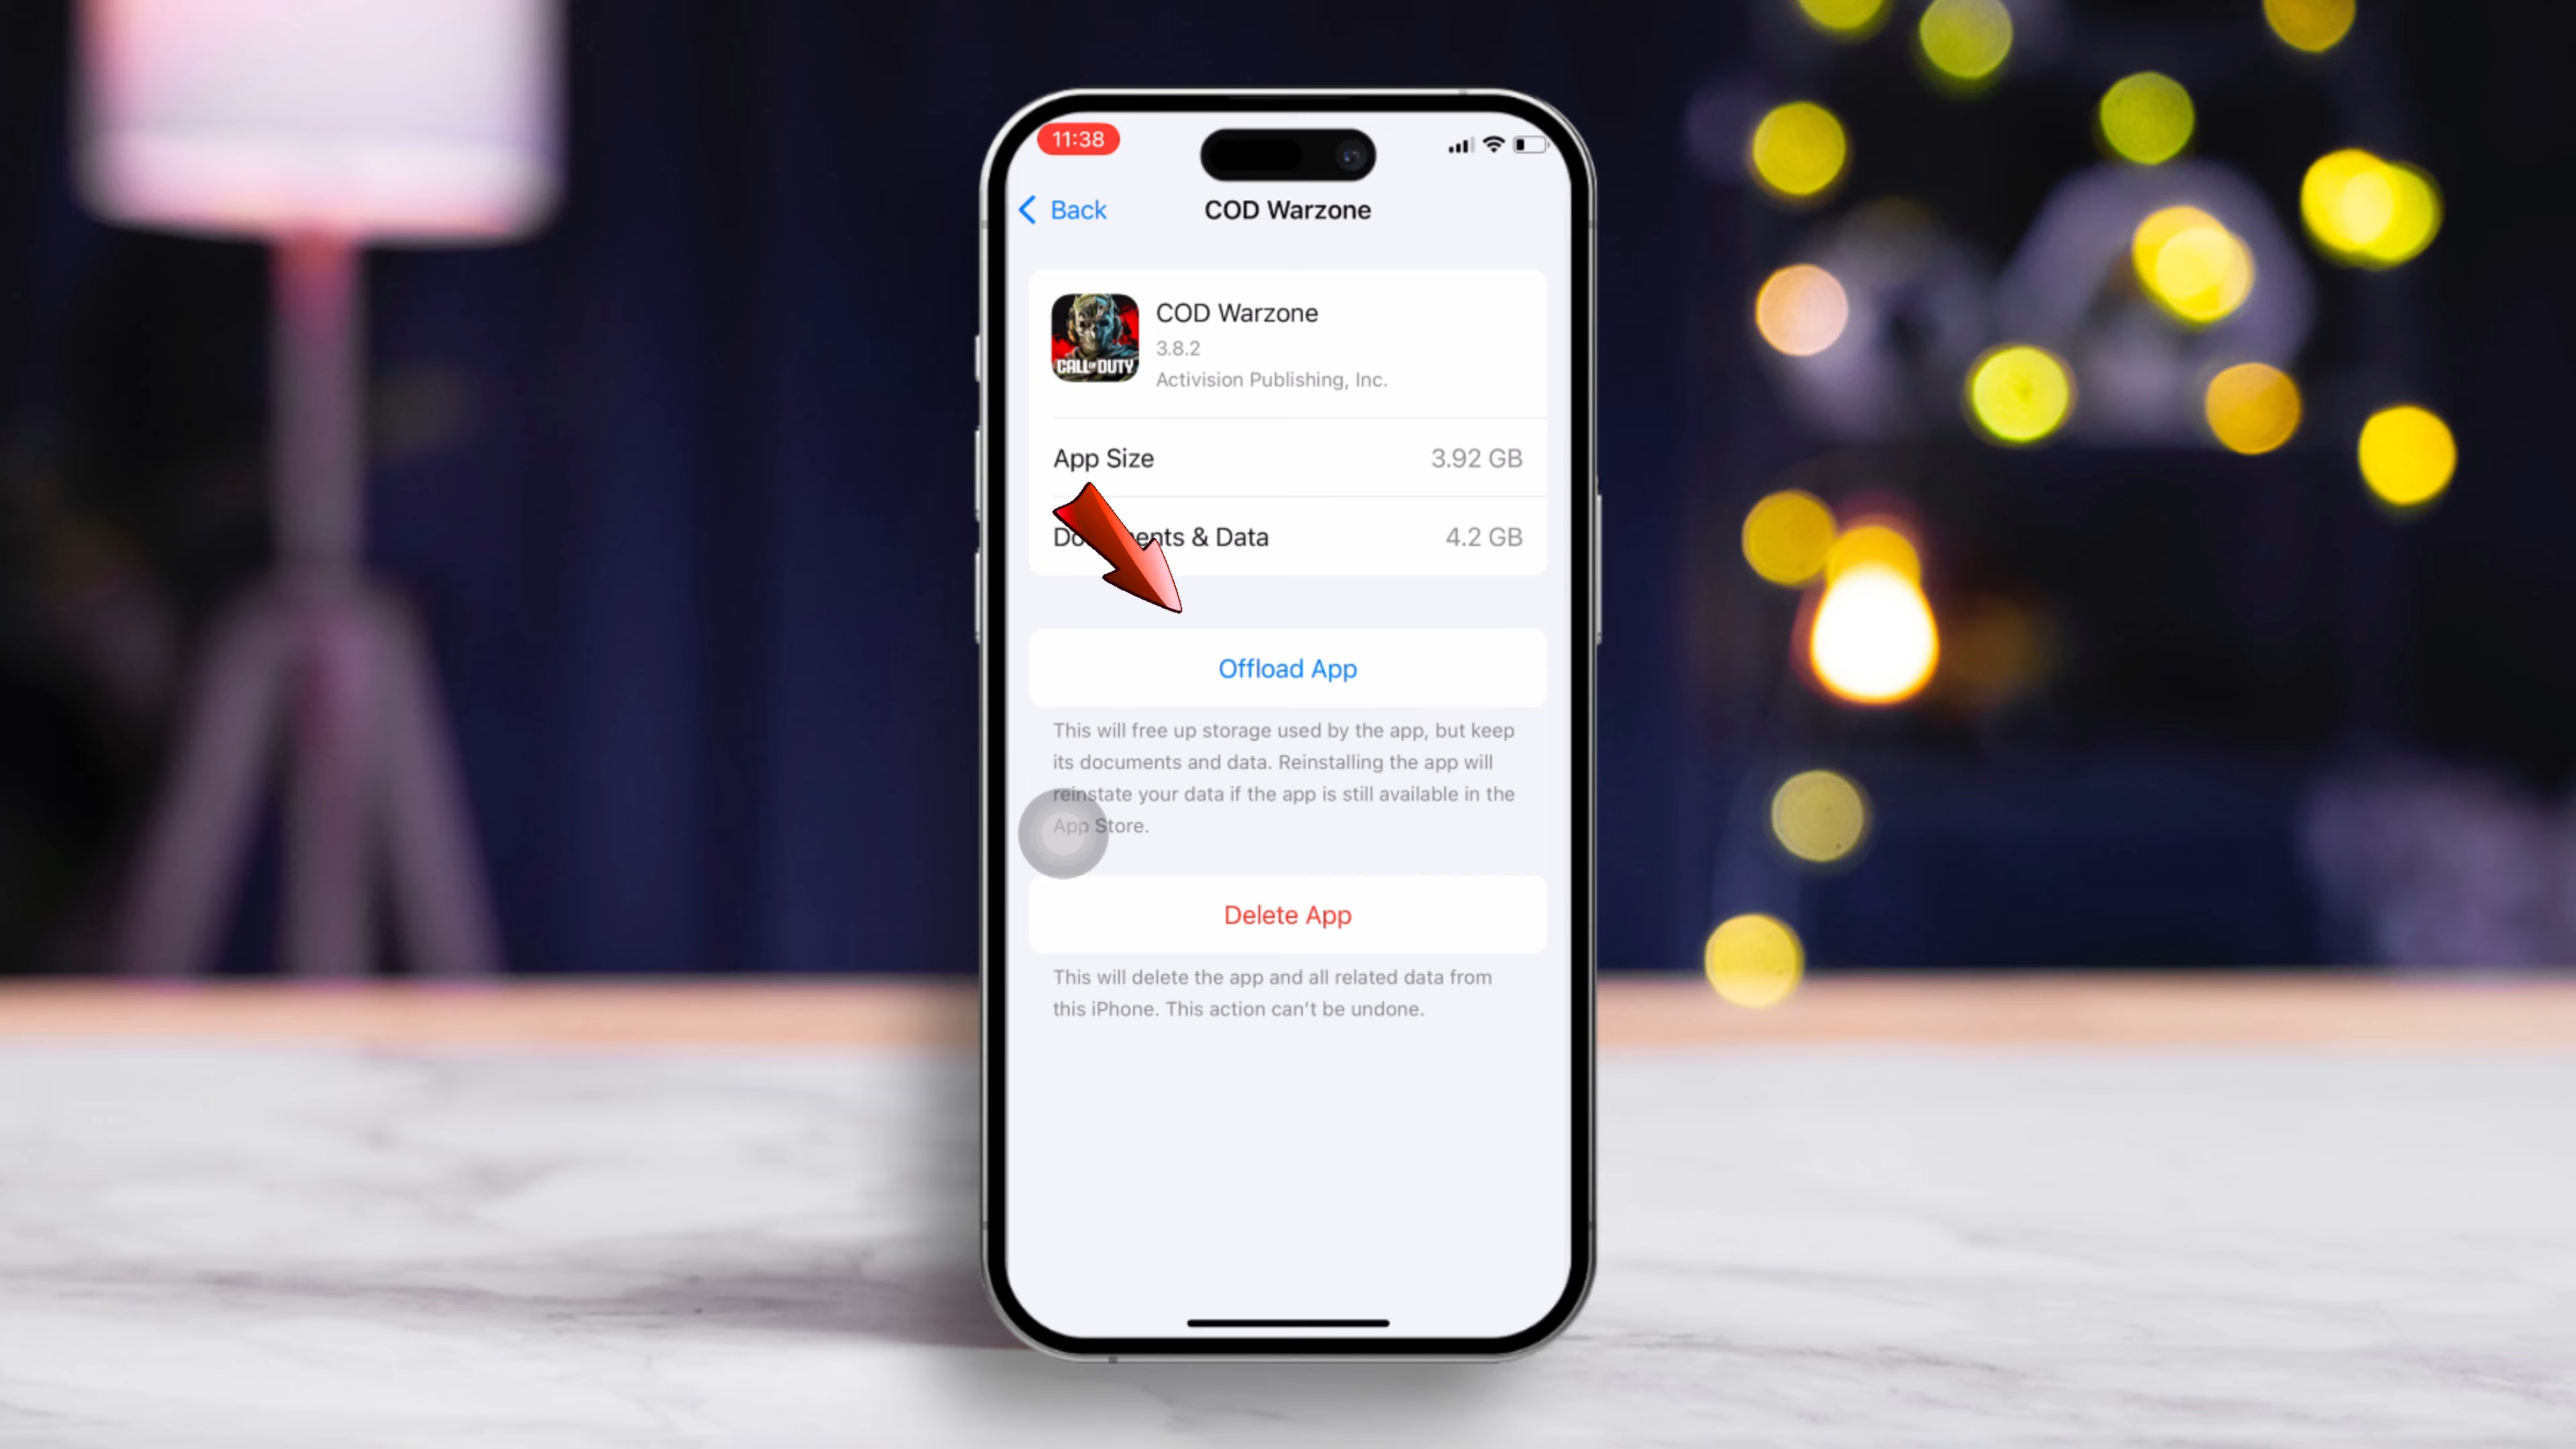 11:38
Back
COD Warzone
COD Warzone
3.8.2
CALL OF DUTY
Activision Publishing, Inc.
App Size 3.92 GB
& Data 4.2 GB
Offload App
This will free up storage used by the app, but keep
its documents and data. Reinstalling the app will
reinstate your data if the app is still available in the
App Store.
Delete App
This will delete the app and all related data from
this iPhone. This action can't be undone.